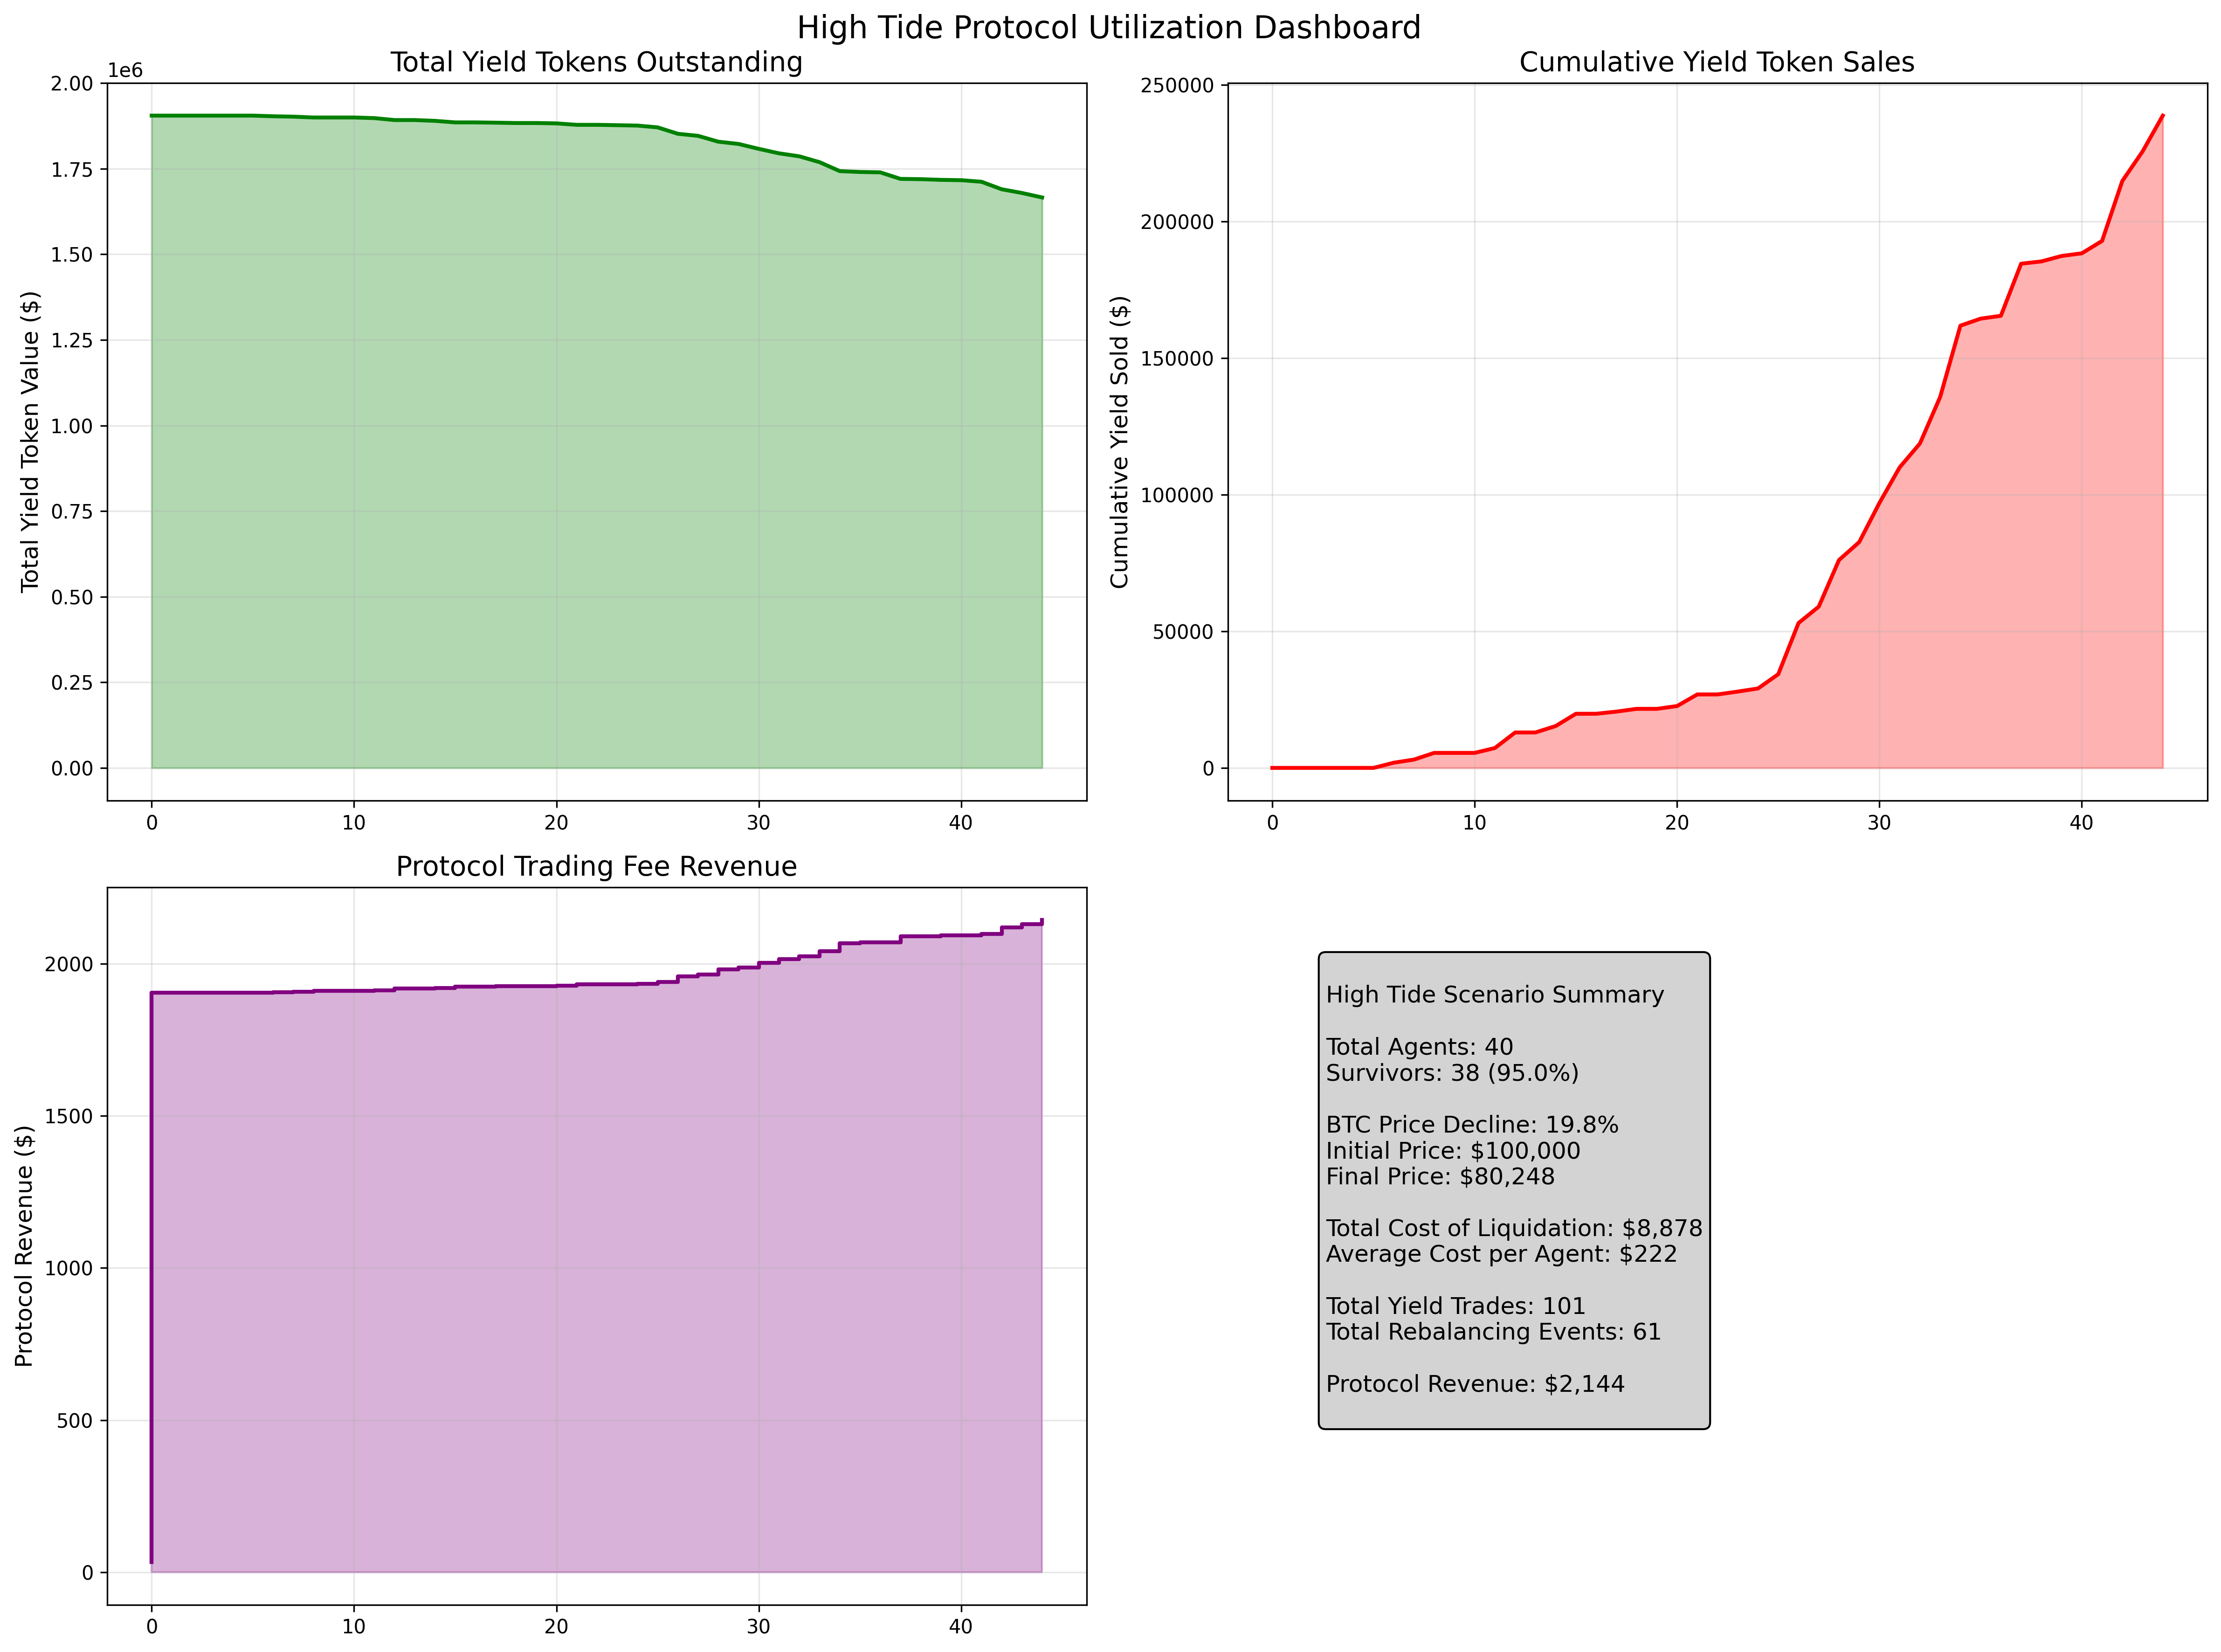 High Tide Protocol Utilization Dashboard
Total Yield Tokens Outstanding
1e6
2.00
1.75
1.50
1.25
1.00
0.75
0.50
0.25
0.00
Total Yield Token Value ($)
0 10 20 30 40
Cumulative Yield Token Sales
250000
200000
150000
100000
50000
0
Cumulative Yield Sold ($)
0 10 20 30 40
Protocol Trading Fee Revenue
2000
1500
1000
500
0
Protocol Revenue ($)
0 10 20 30 40
High Tide Scenario Summary
Total Agents: 40
Survivors: 38 (95.0%)
BTC Price Decline: 19.8%
Initial Price: $100,000
Final Price: $80,248
Total Cost of Liquidation: $8,878
Average Cost per Agent: $222
Total Yield Trades: 101
Total Rebalancing Events: 61
Protocol Revenue: $2,144